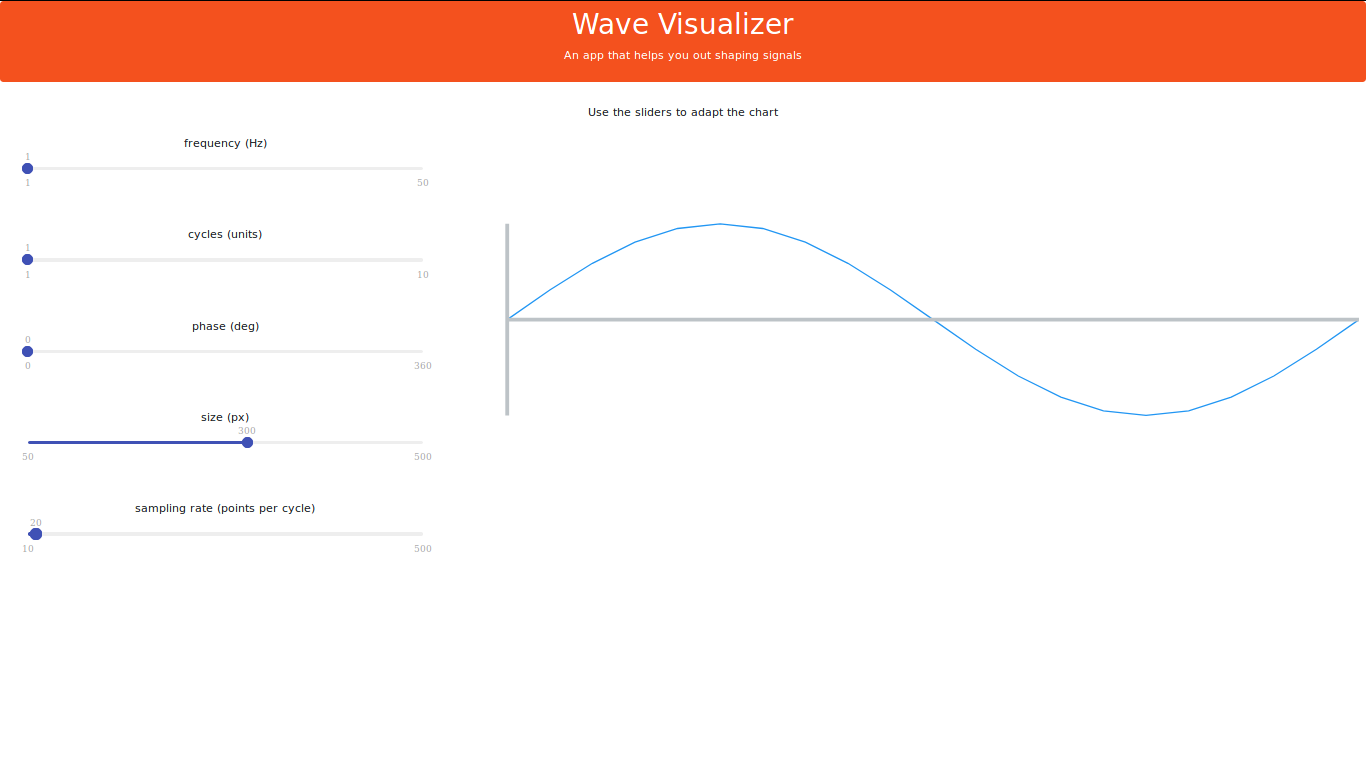 Wave Visualizer
An app that helps you out shaping signals
Use the sliders to adapt the chart
frequency (Hz)
1
1 50
cycles (units)
1
1 10
phase (deg)
0
0 360
size (px)
300
50 500
sampling rate (points per cycle)
20
10 500